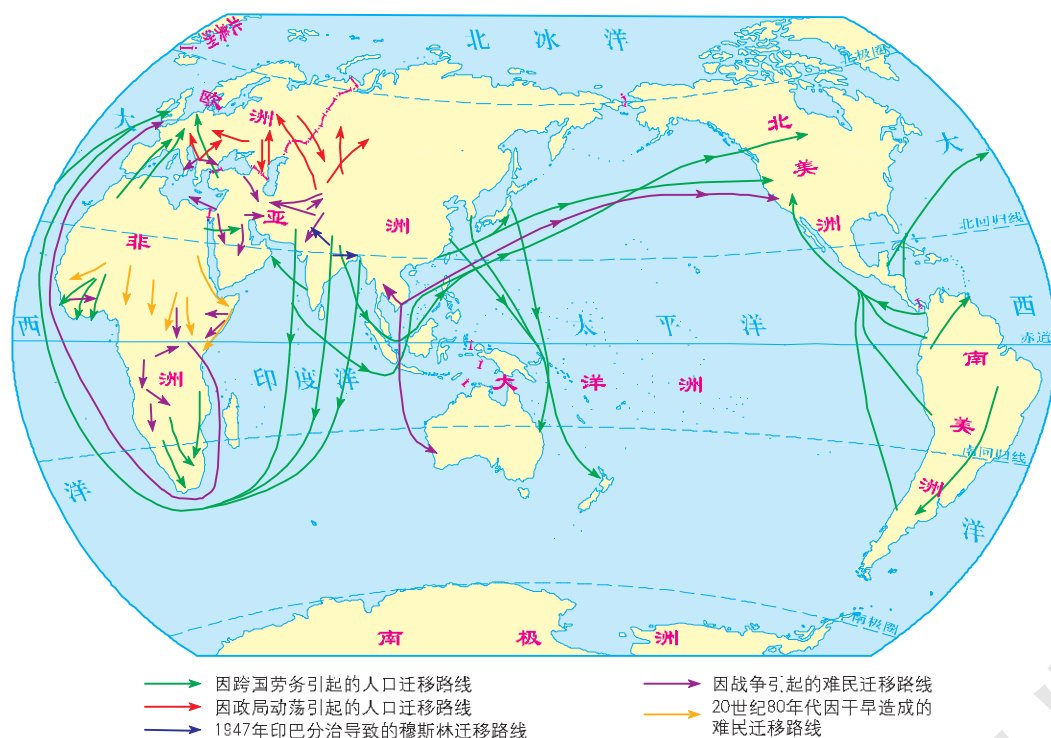 北美洲
北冰洋
北极圈
欧洲
大西洋
北美洲
大西洋
亚洲
非洲
北回归线
太平洋
赤道
印度洋
大洋洲
南美洲
南回归线
南极圈
南极洲
因跨国劳务引起的人口迁移路线
因政局动荡引起的人口迁移路线
1947年印巴分治导致的穆斯林迁移路线
因战争引起的难民迁移路线
20世纪80年代因干旱造成的
难民迁移路线